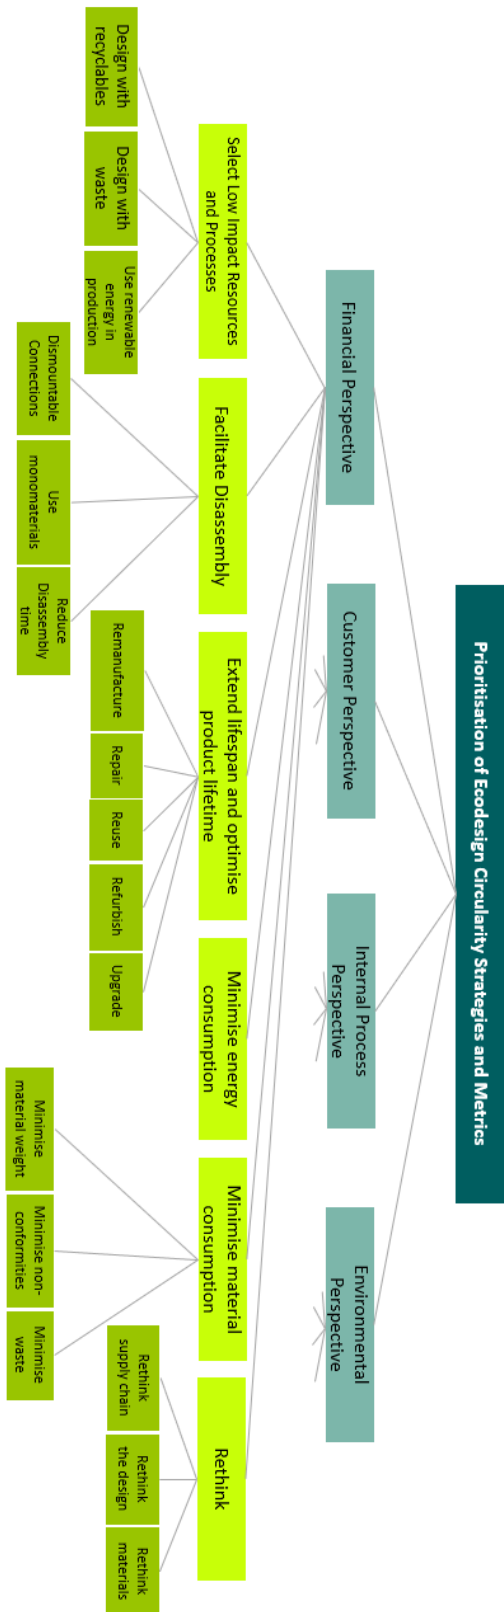 Prioritisation of Ecodesign Circularity Strategies and Metrics
Financial Perspective
Customer Perspective
Internal Process
Perspective
Environmental
Perspective
Select Low Impact Resources
and Processes
Facilitate Disassembly
Extend lifespan and optimise
product lifetime
Minimise energy
consumption
Minimise material
consumption
Rethink
Design with
recyclables
Design with
waste
Use renewable
energy in
production
Dismountable
Connections
Use
monomaterials
Reduce
Disassembly
time
Remanufacture
Repair
Reuse
Refurbish
Upgrade
Minimise
material weight
Minimise non-
conformities
Minimise
waste
Rethink
supply chain
Rethink
the design
Rethink
materials